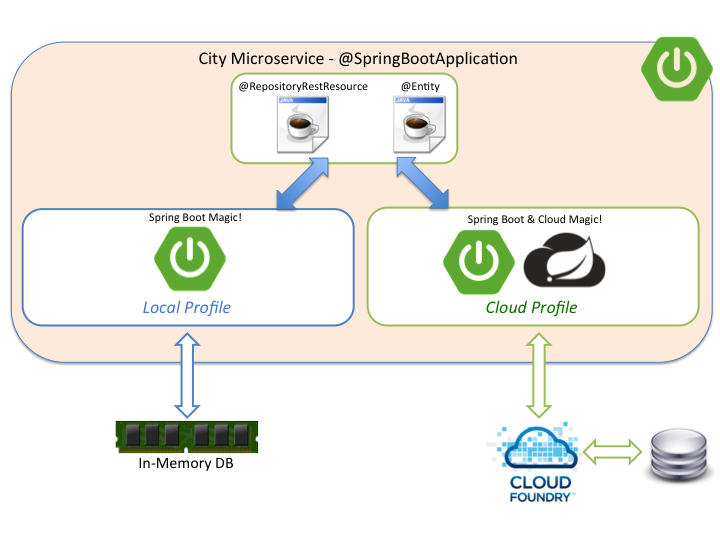 City Microservice - @SpringBootApplication
@RepositoryRestResource
@Entity
JAVA
JAVA
Spring Boot Magic!
Local Profile
Spring Boot & Cloud Magic!
Cloud Profile
In-Memory DB
CLOUD
FOUNDRY™